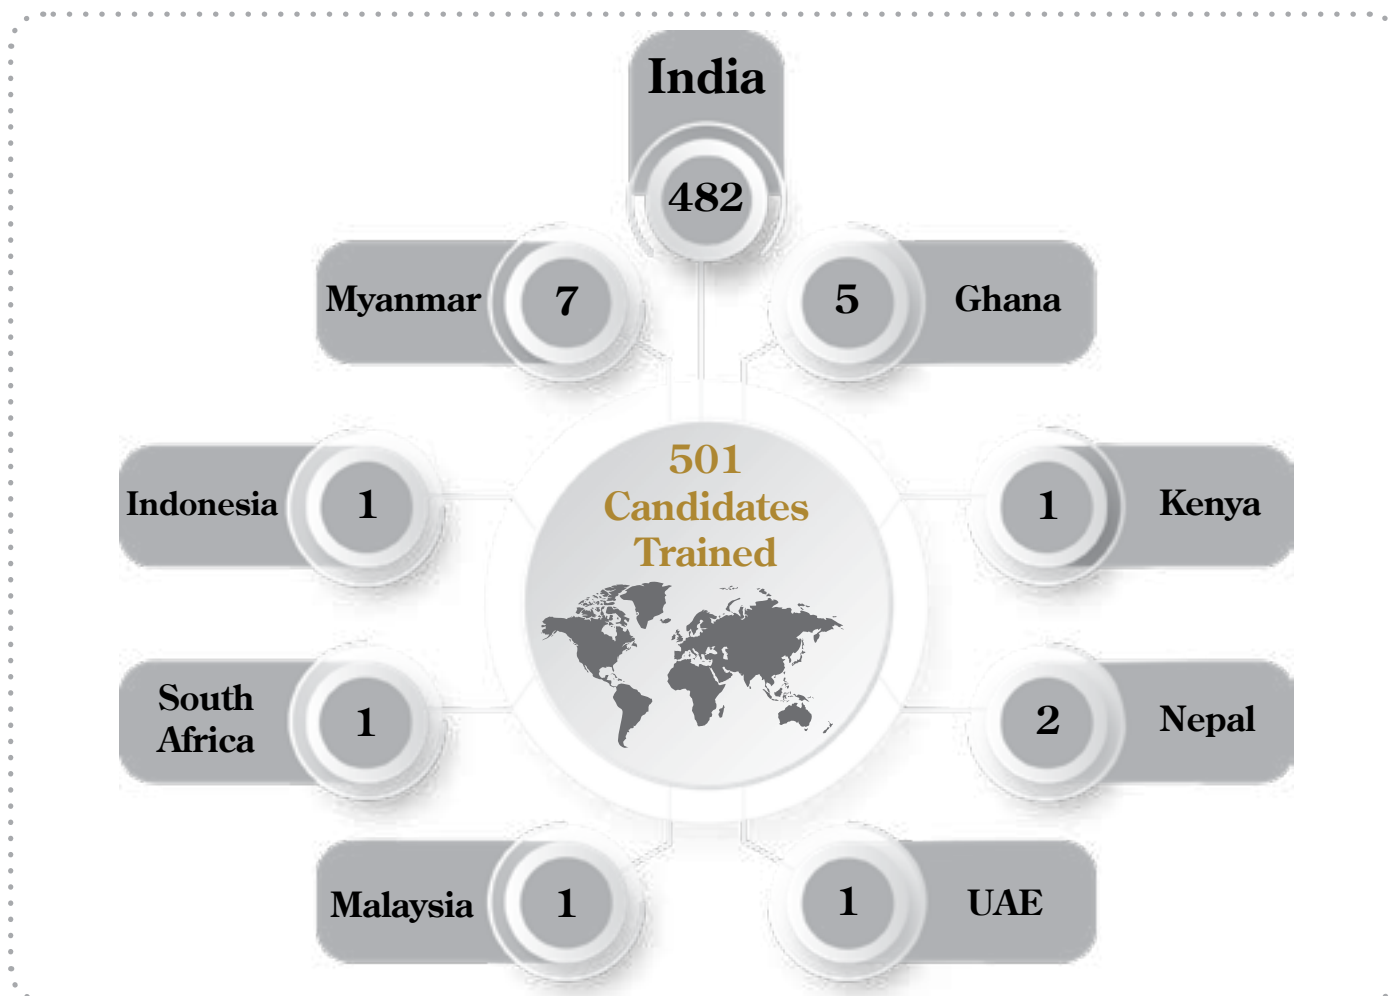 India
482
Myanmar
7
5
Ghana
501
Candidates
Trained
Indonesia
1
1
Kenya
South
Africa
1
2
Nepal
Malaysia
1
1
UAE